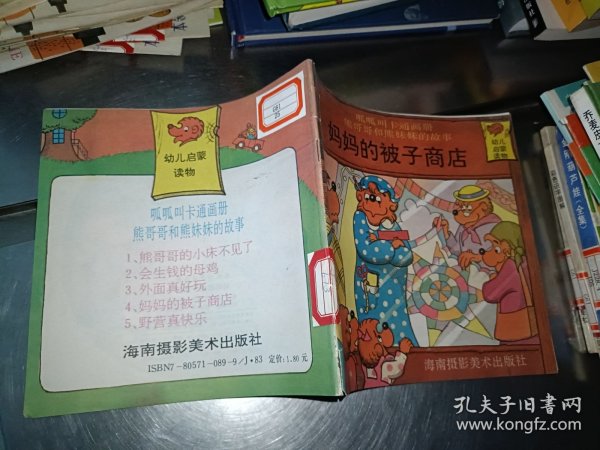 幼儿启蒙
读物
呱呱叫卡通画册
熊哥哥和熊妹妹的故事
1、熊哥哥的小床不见了
2、会生钱的母鸡
3、外面真好玩
4、妈妈的被子商店
5、野营真快乐
海南摄影美术出版社
ISBN7-80571-089-9/J·83 定价:1.80元
呱呱叫卡通画册
熊哥哥和熊妹妹的故事
妈妈的被子商店
幼儿
启蒙
读物
海南摄影美术出版社
葫芦娃(全集)
孔夫子旧书网
www.kongfz.com